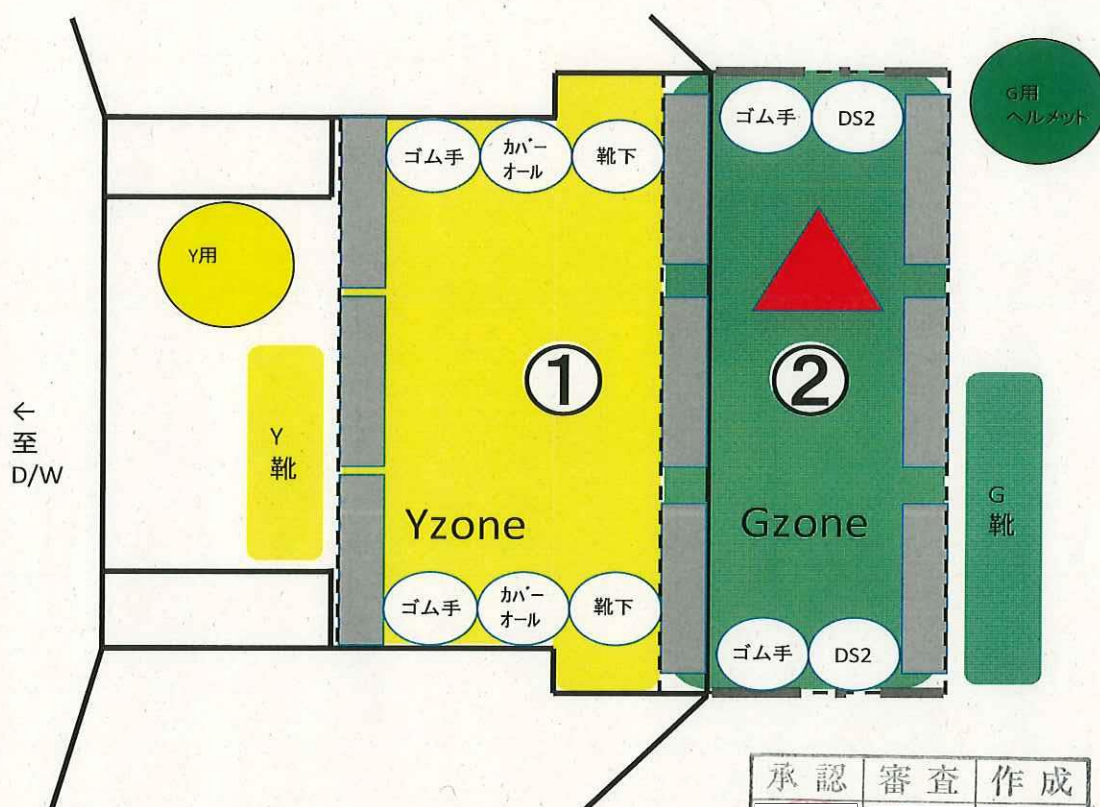 G用
ヘルメット
ゴム手
DS2
ゴム手
カバー
オール
靴下
Y用
①
②
Y
靴
G
靴
←
至
D/W
Yzone
Gzone
ゴム手
カバー
オール
靴下
ゴム手
DS2
承認
審査
作成